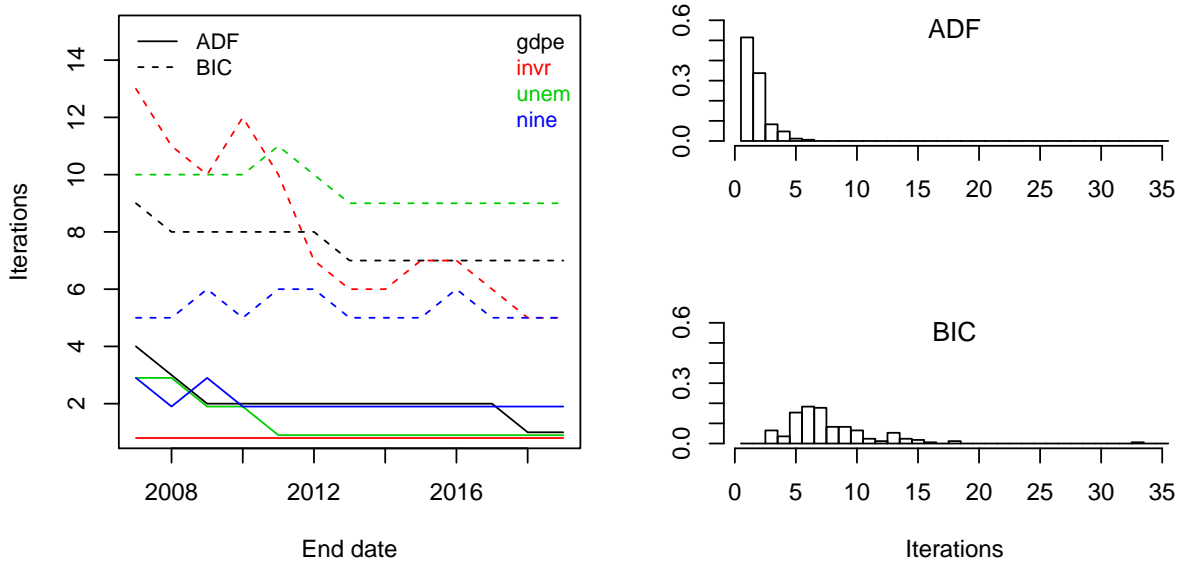 ADF
BIC
gdpe
invr
unem
nine
Iterations
14
12
10
8
6
4
2
2008 2012 2016
End date
ADF
0.6
0.3
0.0
0 5 10 15 20 25 30 35
BIC
0.6
0.3
0.0
0 5 10 15 20 25 30 35
Iterations